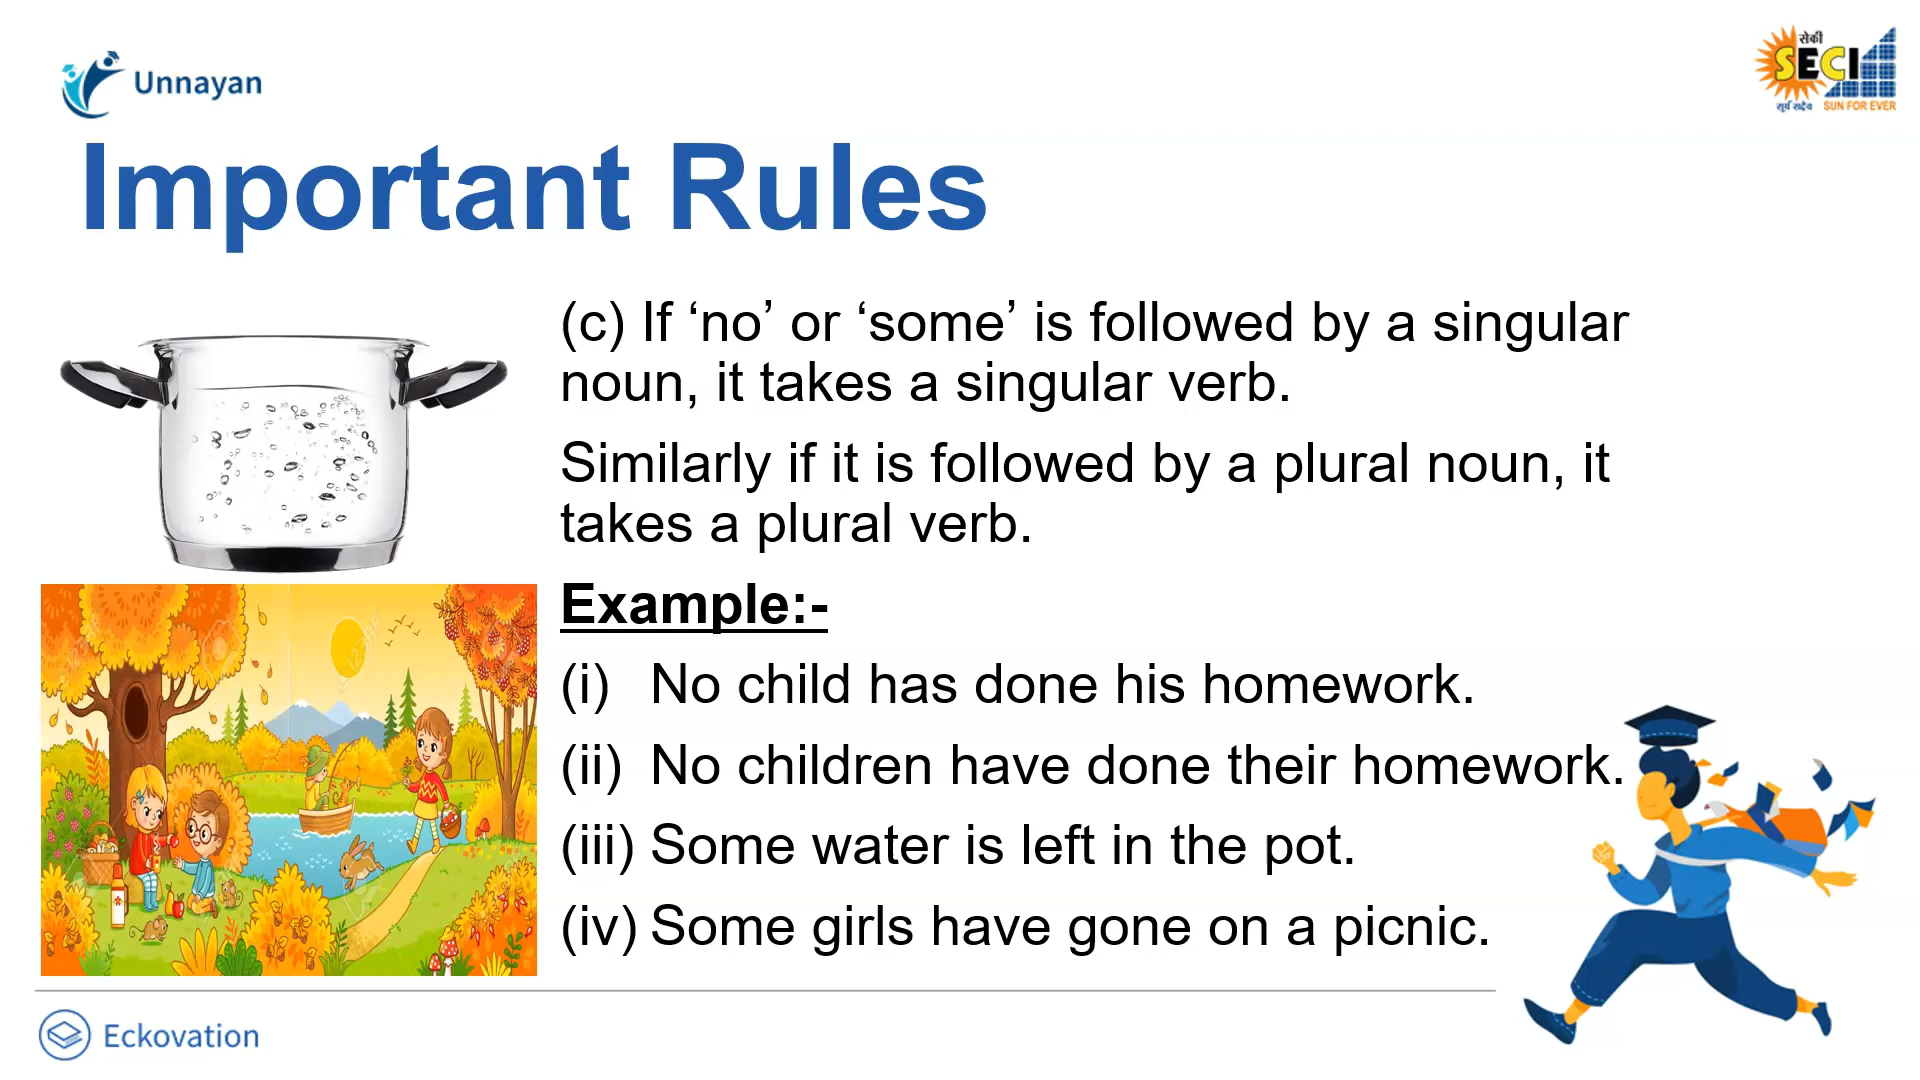 Unnayan
सेकी
SECI
सूर्य सदैव SUN FOR EVER
Important Rules
(c) If ‘no’ or ‘some’ is followed by a singular
noun, it takes a singular verb.
Similarly if it is followed by a plural noun, it
takes a plural verb.
Example:-
(i) No child has done his homework.
(ii) No children have done their homework.
(iii) Some water is left in the pot.
(iv) Some girls have gone on a picnic.
Eckovation